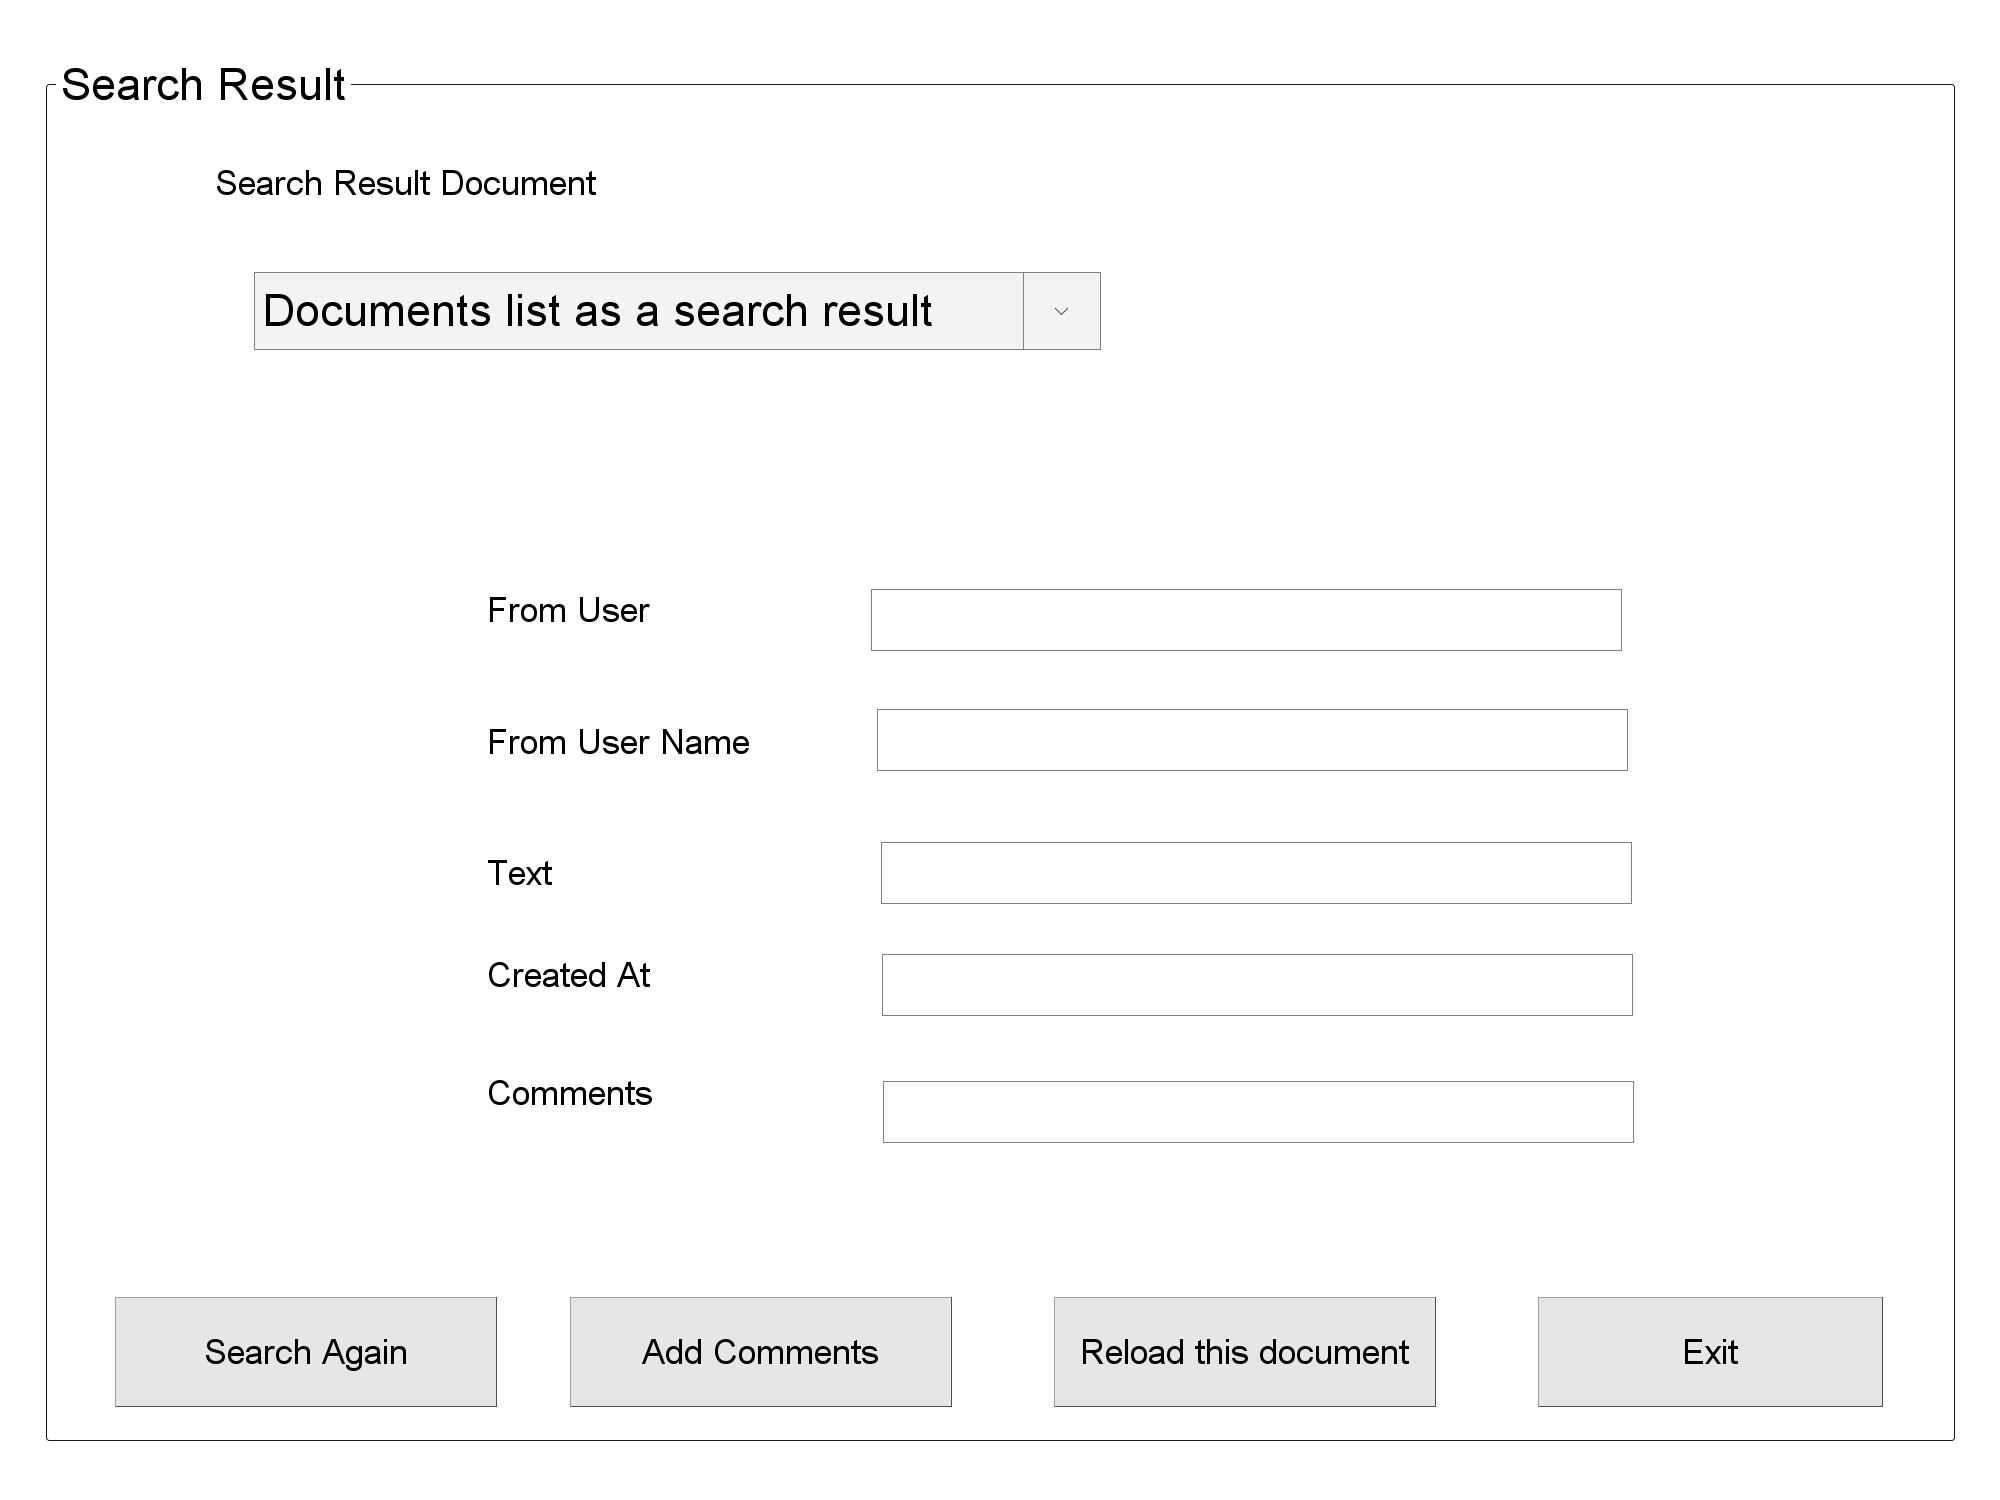 Search Result
Search Result Document
Documents list as a search result
From User
From User Name
Text
Created At
Comments
Search Again
Add Comments
Reload this document
Exit